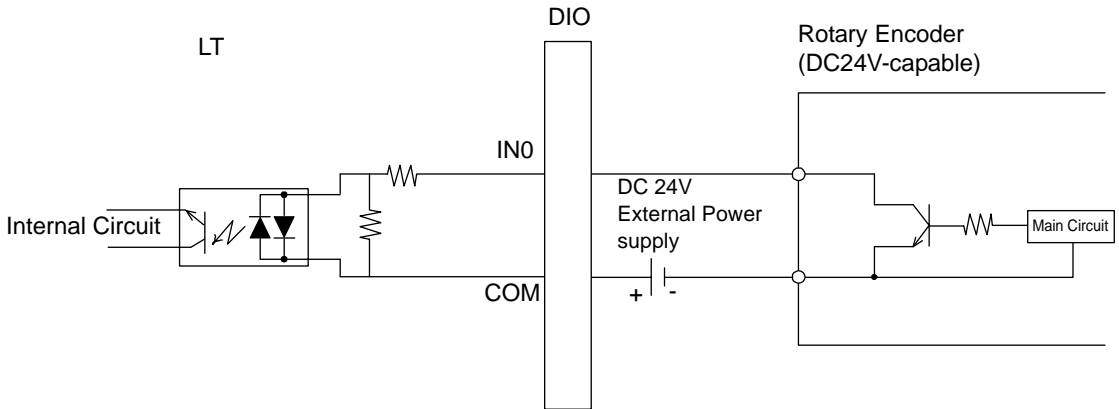 DIO
LT
Rotary Encoder
(DC24V-capable)
IN0
DC 24V
External Power
supply
Internal Circuit
Main Circuit
COM
+ -